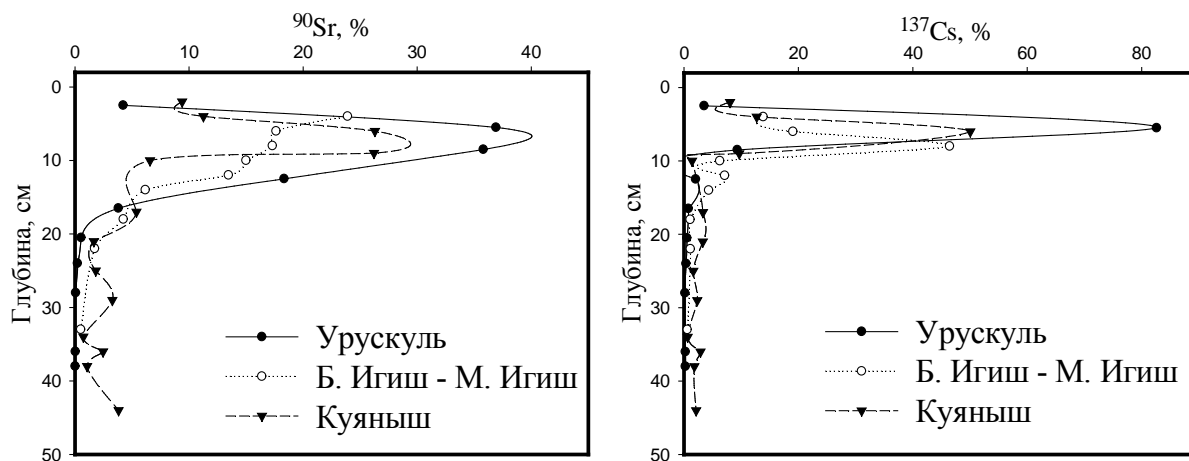 ⁹⁰Sr, %
0 10 20 30 40
0
10
20
30
40
50
Глубина, см
Урускуль
Б. Игиш - М. Игиш
Куяныш
¹³⁷Cs, %
0 20 40 60 80
0
10
20
30
40
50
Глубина, см
Урускуль
Б. Игиш - М. Игиш
Куяныш